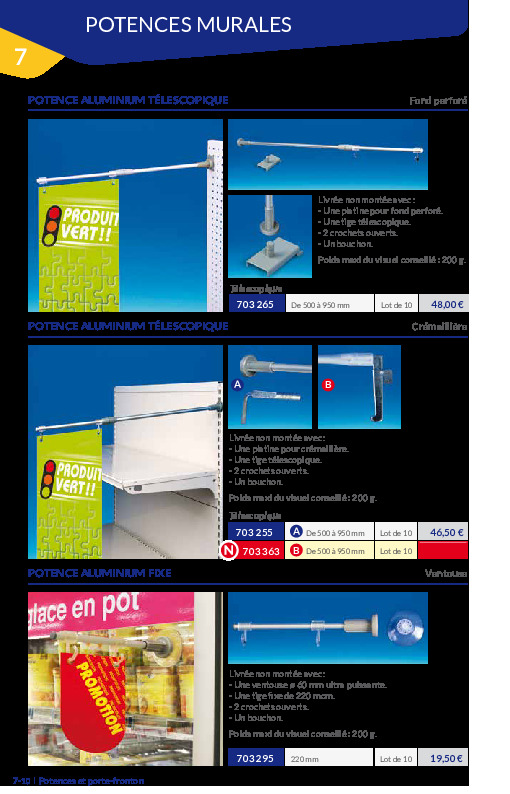 POTENCES MURALES
7
POTENCE ALUMINIUM TÉLESCOPIQUE
Fond perforé
PRODUIT
VERT!!
Livrée non montée avec :
- Une platine pour fond perforé.
- Une tige télescopique.
- 2 crochets ouverts.
- Un bouchon.
Poids maxi du visuel conseillé : 200 g.
Télescopique
703 265 De 500 à 950 mm Lot de 10 48,00 €
POTENCE ALUMINIUM TÉLESCOPIQUE
Crémaillère
PRODUI
VERT!!
A
B
Livrée non montée avec :
- Une platine pour crémaillère.
- Une tige télescopique.
- 2 crochets ouverts.
- Un bouchon.
Poids maxi du visuel conseillé : 200 g.
Télescopique
703 255 A De 500 à 950 mm Lot de 10 46,50 €
N 703 363 B De 500 à 950 mm Lot de 10
POTENCE ALUMINIUM FIXE
Ventouse
glace en pot
PROMOTION
Livrée non montée avec :
- Une ventouse ø 60 mm ultra puissante.
- Une tige fixe de 220 mm.
- 2 crochets ouverts.
- Un bouchon.
Poids maxi du visuel conseillé : 200 g.
703 295 220 mm Lot de 10 19,50 €
7-10 | Potences et porte-fronton